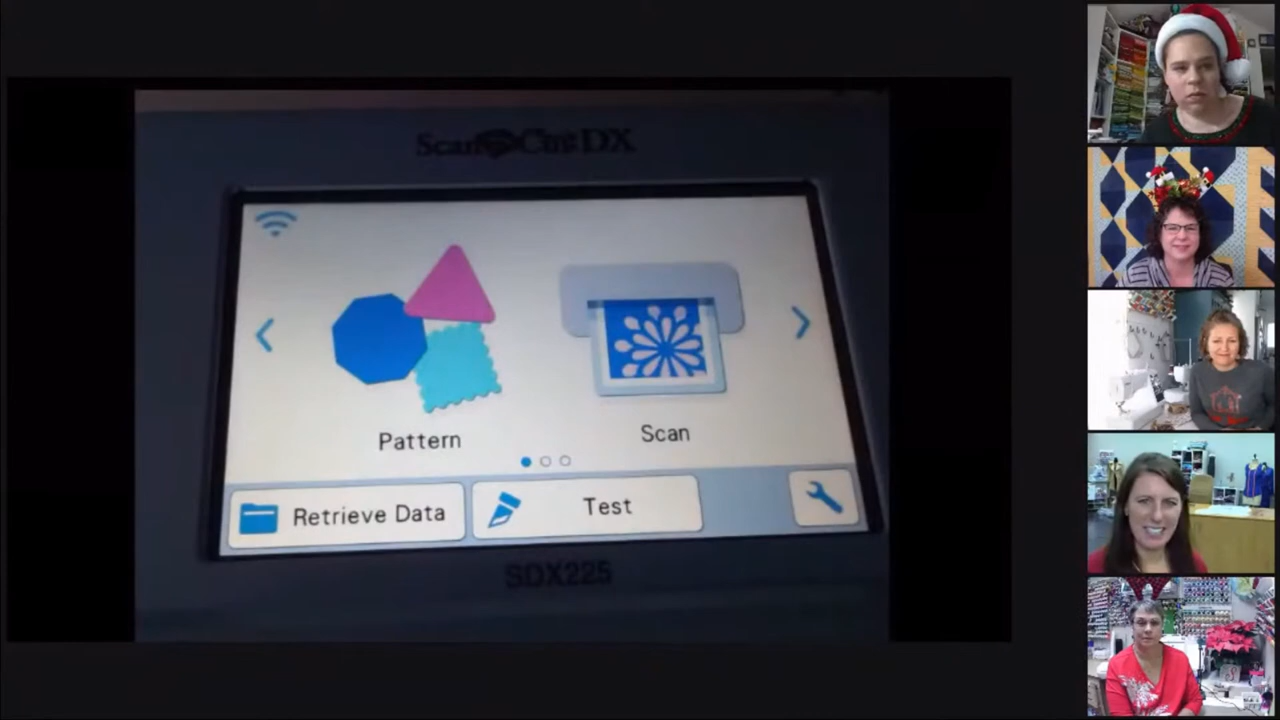 ScanNCut DX
Pattern
Scan
Retrieve Data
Test
SDX225